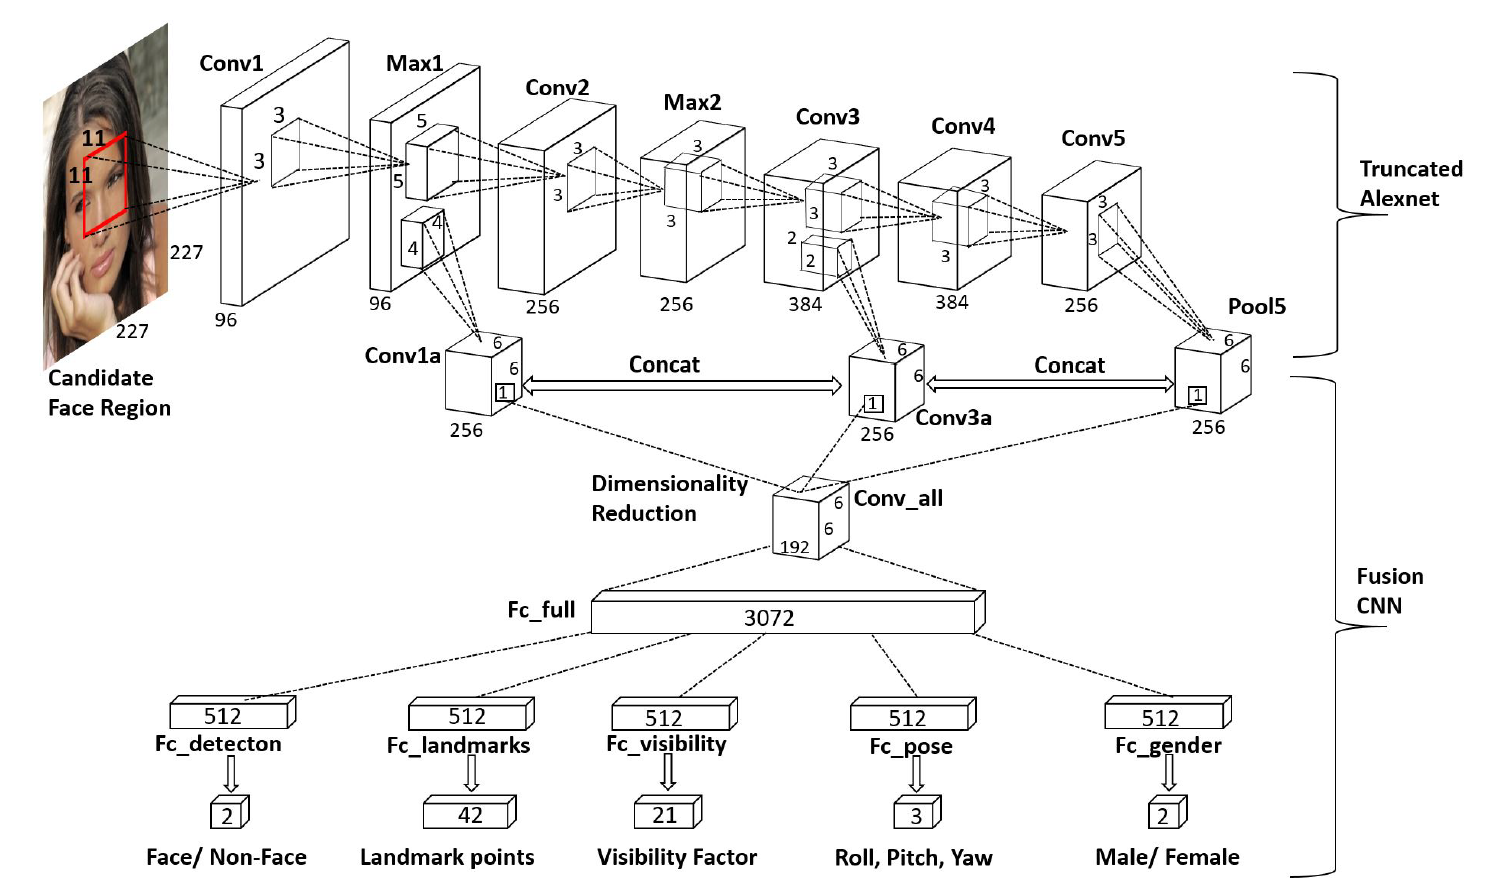 Conv1
Max1
Conv2
Max2
Conv3
Conv4
Conv5
Truncated
Alexnet
11
11
3
3
5
5
3
3
3
3
3
3
3
3
3
3
4
4
2
2
227
227
96
96
256
256
384
384
256
Pool5
Candidate
Face Region
Conv1a
6
6
1
256
Concat
6
6
1
256
Conv3a
Concat
6
6
1
256
Dimensionality
Reduction
6
6
192
Conv_all
Fusion
CNN
Fc_full
3072
512
512
512
512
512
Fc_detecton
Fc_landmarks
Fc_visibility
Fc_pose
Fc_gender
2
42
21
3
2
Face/ Non-Face
Landmark points
Visibility Factor
Roll, Pitch, Yaw
Male/ Female